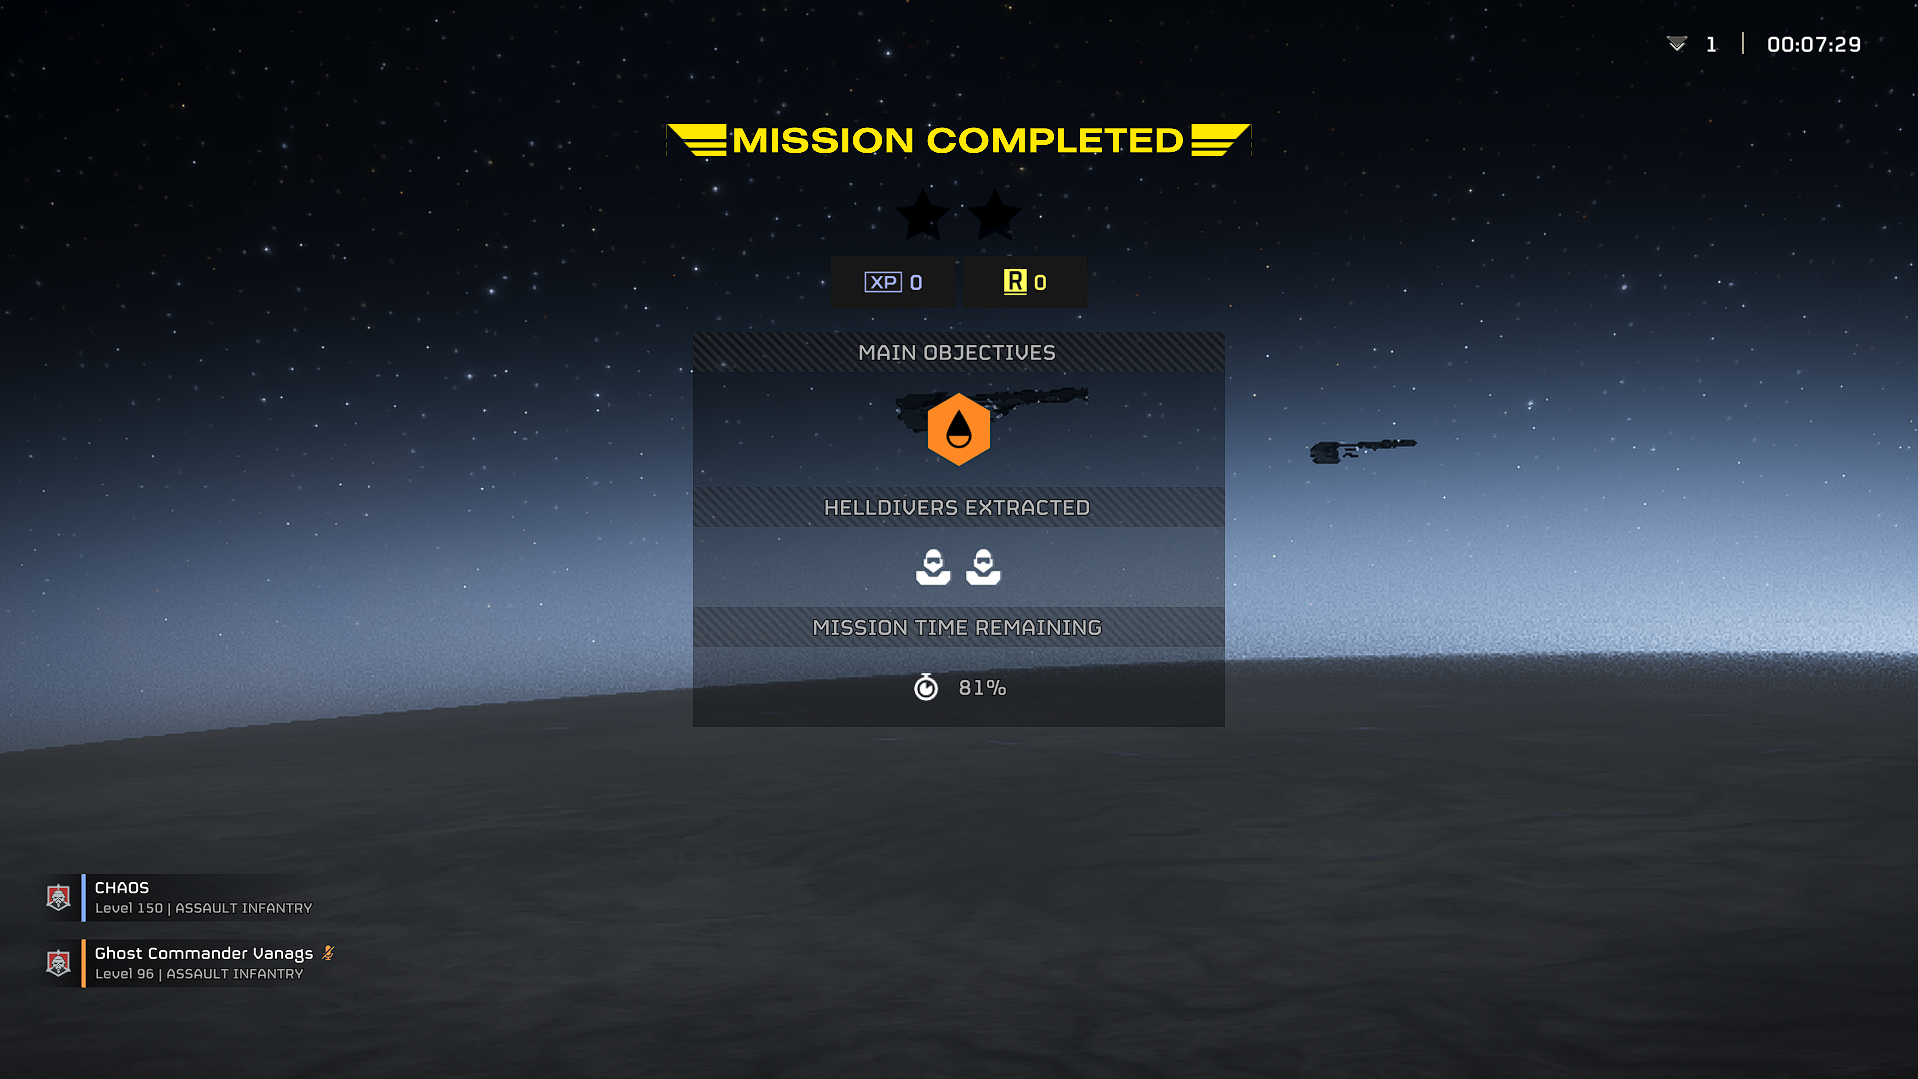 1 | 00:07:29
MISSION COMPLETED
XP 0
R 0
MAIN OBJECTIVES
HELLDIVERS EXTRACTED
MISSION TIME REMAINING
81%
CHAOS
Level 150 | ASSAULT INFANTRY
Ghost Commander Vanags
Level 96 | ASSAULT INFANTRY